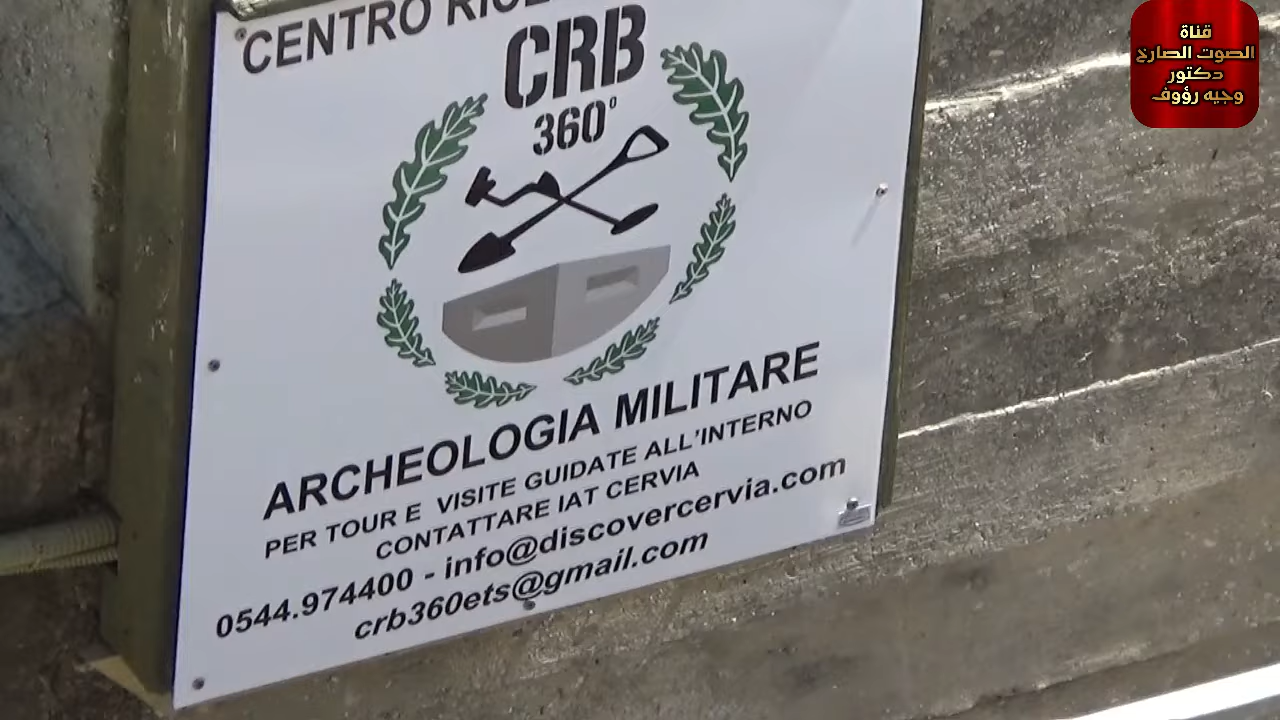 CENTRO
CRB
360°
ARCHEOLOGIA MILITARE
PER TOUR E VISITE GUIDATE ALL'INTERNO
CONTATTARE IAT CERVIA
0544.974400 - info@discovercervia.com
crb360ets@gmail.com
قناة
الصوت الصارخ
دكتور
وجيه رؤوف